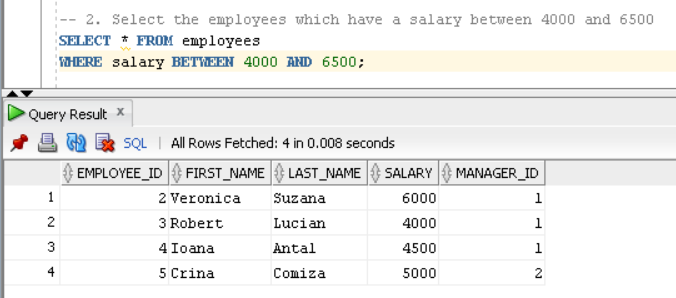 -- 2. Select the employees which have a salary between 4000 and 6500
SELECT * FROM employees
WHERE salary BETWEEN 4000 AND 6500;
Query Result x
SQL | All Rows Fetched: 4 in 0.008 seconds
EMPLOYEE_ID FIRST_NAME LAST_NAME SALARY MANAGER_ID
1 2 Veronica Suzana 6000 1
2 3 Robert Lucian 4000 1
3 4 Ioana Antal 4500 1
4 5 Crina Comiza 5000 2